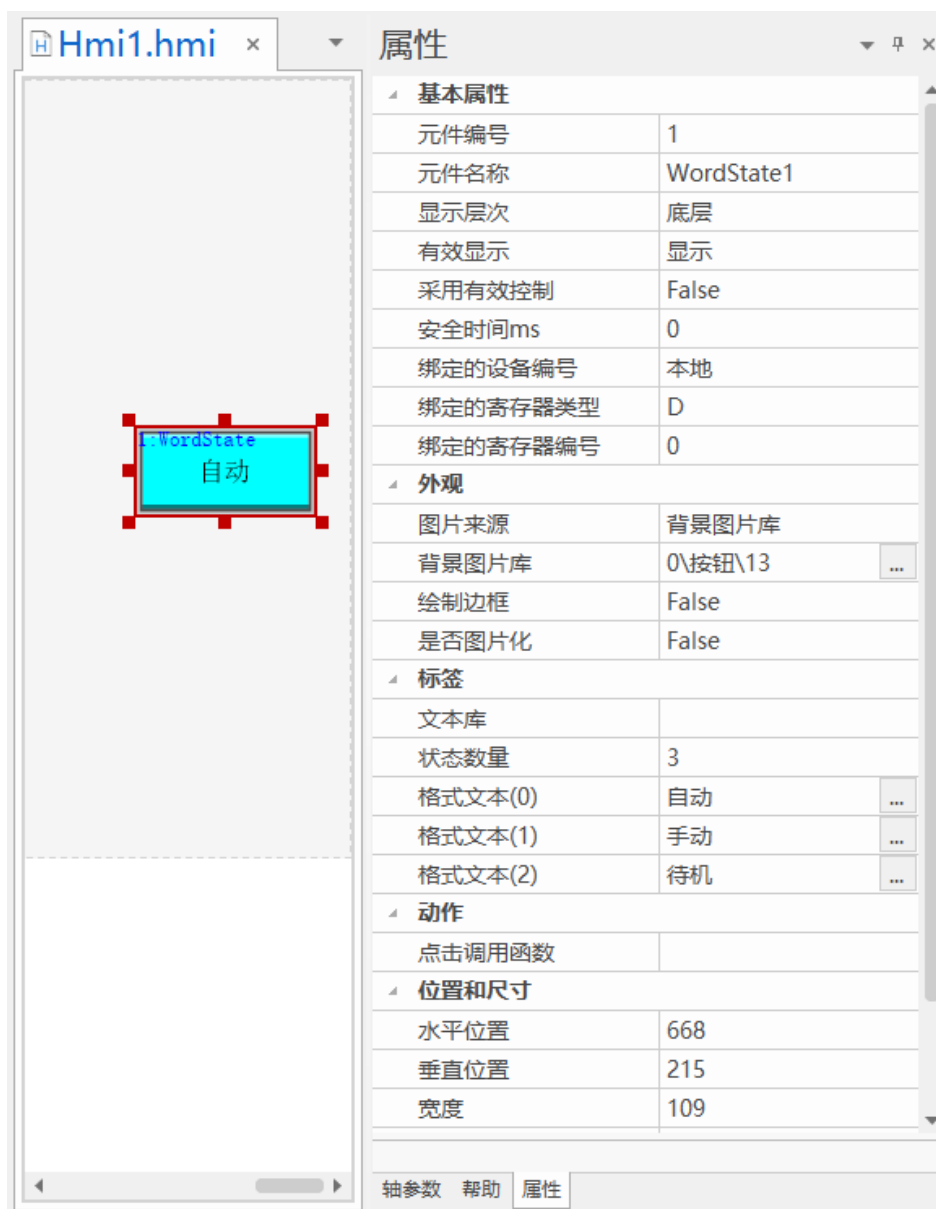 Hmi1.hmi
1:WordState
自动
属性
基本属性
元件编号 1
元件名称 WordState1
显示层次 底层
有效显示 显示
采用有效控制 False
安全时间ms 0
绑定的设备编号 本地
绑定的寄存器类型 D
绑定的寄存器编号 0
外观
图片来源 背景图片库
背景图片库 0\按钮\13 ...
绘制边框 False
是否图片化 False
标签
文本库
状态数量 3
格式文本(0) 自动 ...
格式文本(1) 手动 ...
格式文本(2) 待机 ...
动作
点击调用函数
位置和尺寸
水平位置 668
垂直位置 215
宽度 109
轴参数 帮助 属性